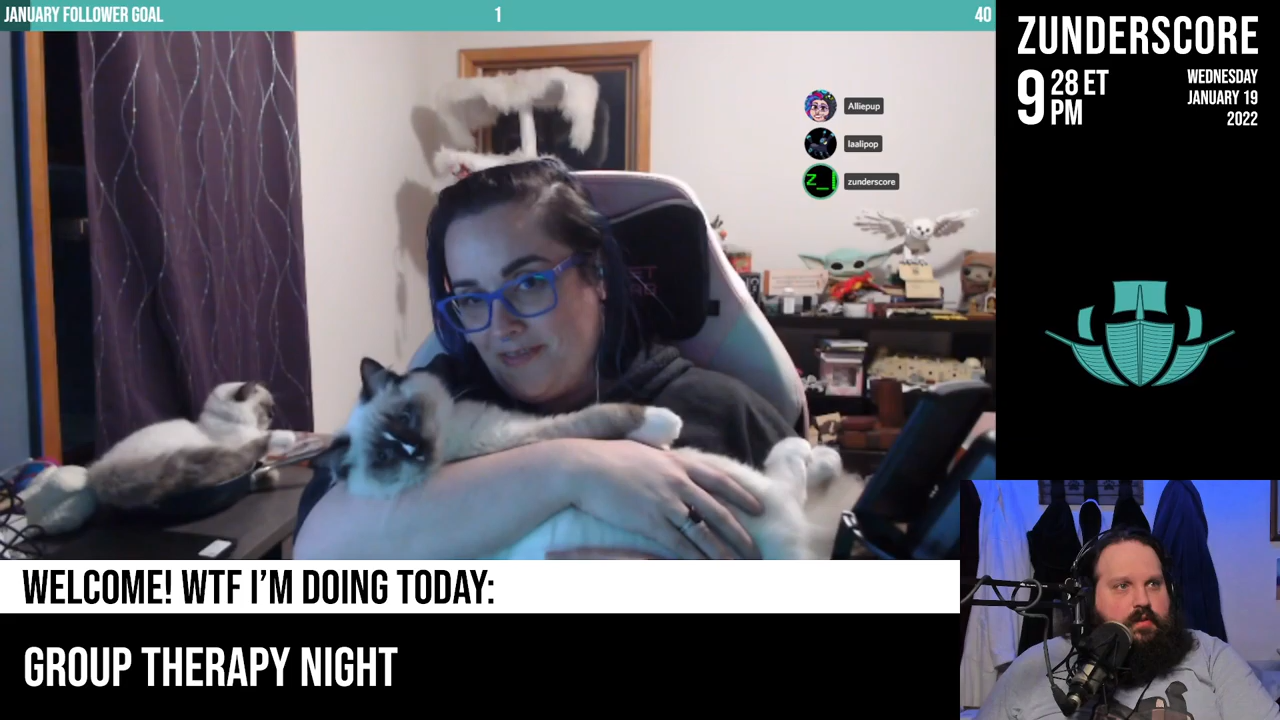 JANUARY FOLLOWER GOAL
1
40
ZUNDERSCORE
9 28 ET PM
WEDNESDAY
JANUARY 19
2022
Alliepup
laalipop
Z_
zunderscore
WELCOME! WTF I'M DOING TODAY:
GROUP THERAPY NIGHT